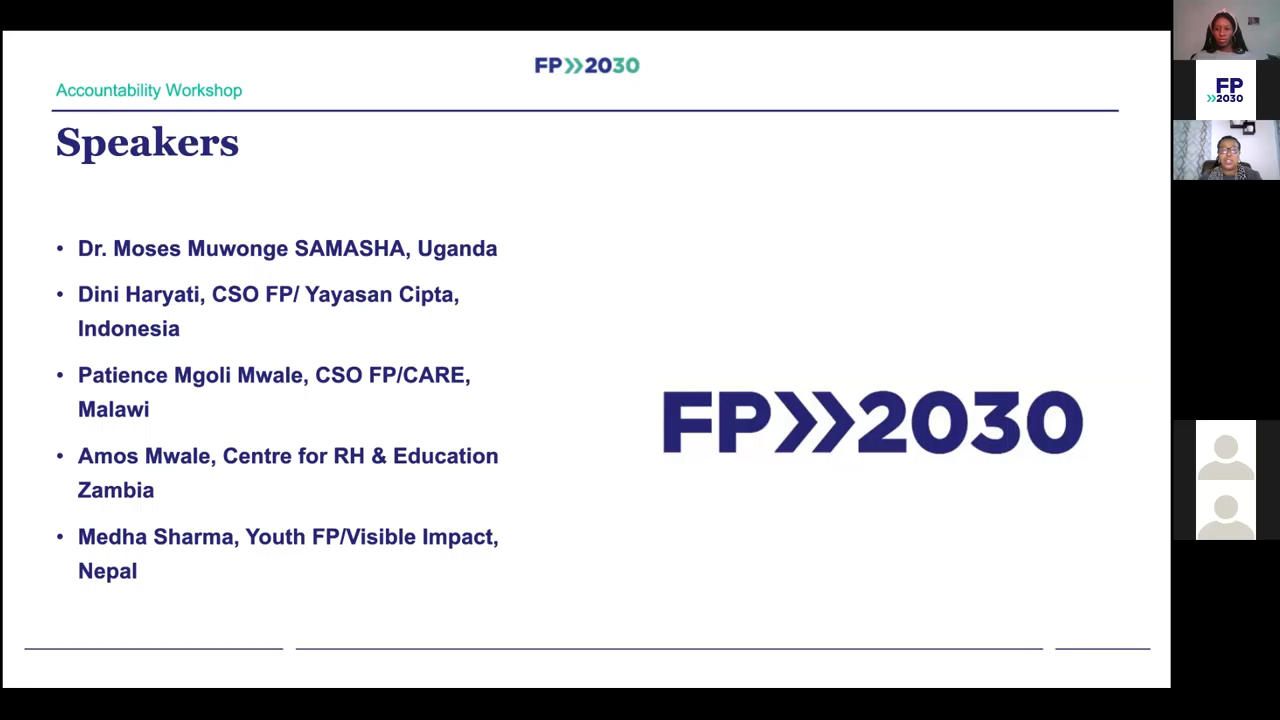 FP»2030
Accountability Workshop
Speakers
• Dr. Moses Muwonge SAMASHA, Uganda
• Dini Haryati, CSO FP/ Yayasan Cipta,
Indonesia
• Patience Mgoli Mwale, CSO FP/CARE,
Malawi
• Amos Mwale, Centre for RH & Education
Zambia
• Medha Sharma, Youth FP/Visible Impact,
Nepal
FP»2030
FP
»2030